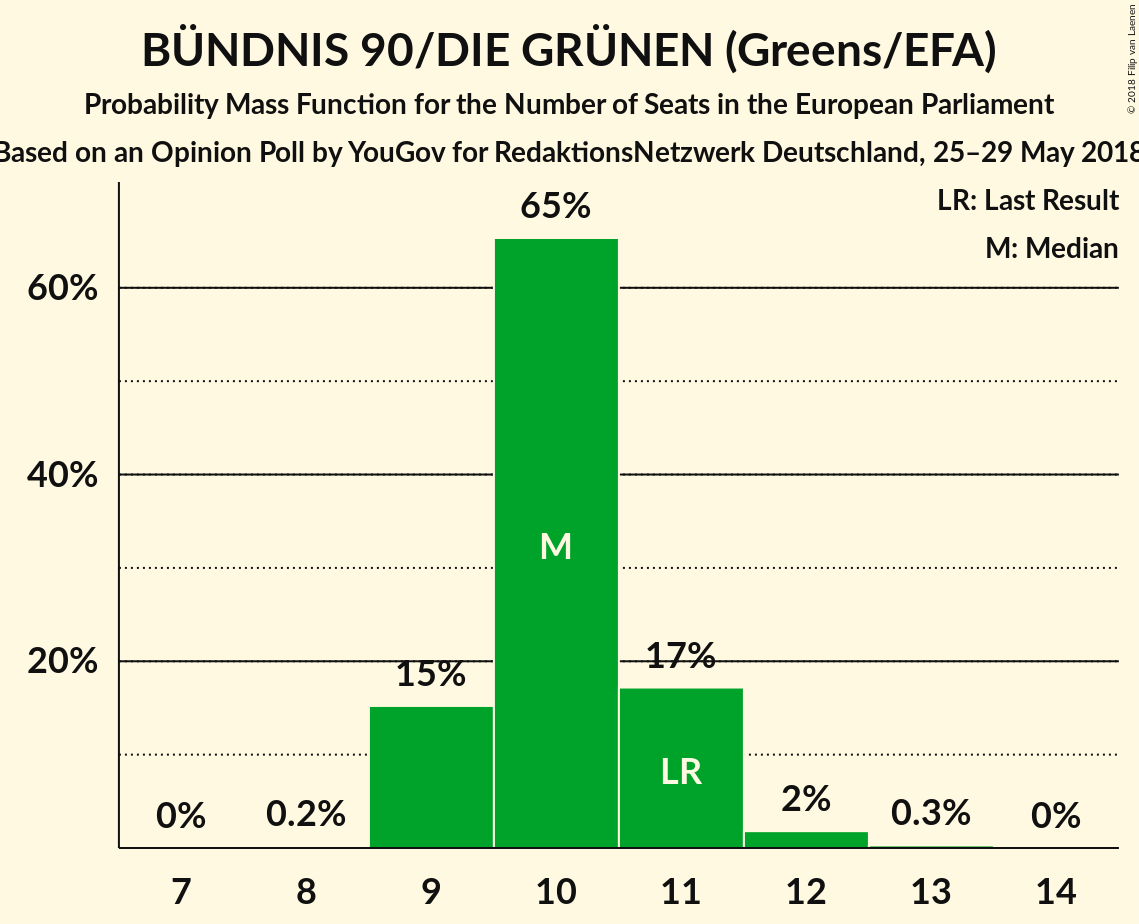 BÜNDNIS 90/DIE GRÜNEN (Greens/EFA)
Probability Mass Function for the Number of Seats in the European Parliament
Based on an Opinion Poll by YouGov for RedaktionsNetzwerk Deutschland, 25–29 May 2018
© 2018 Filip van Laenen
LR: Last Result
M: Median
65%
60%
40%
M
20%
15%
17%
LR
0%
0.2%
2%
0.3%
0%
7 8 9 10 11 12 13 14